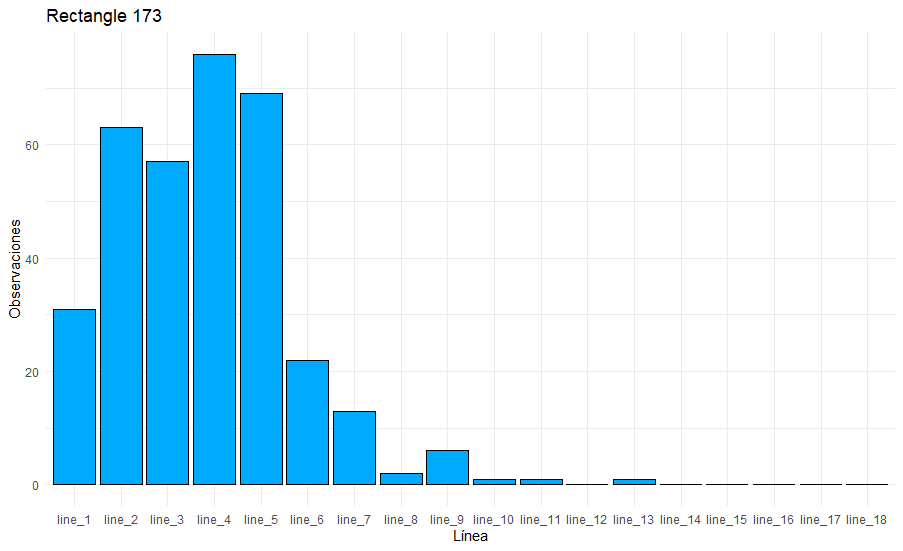 Rectangle 173
Observaciones
60
40
20
0
line_1 line_2 line_3 line_4 line_5 line_6 line_7 line_8 line_9 line_10 line_11 line_12 line_13 line_14 line_15 line_16 line_17 line_18
Línea